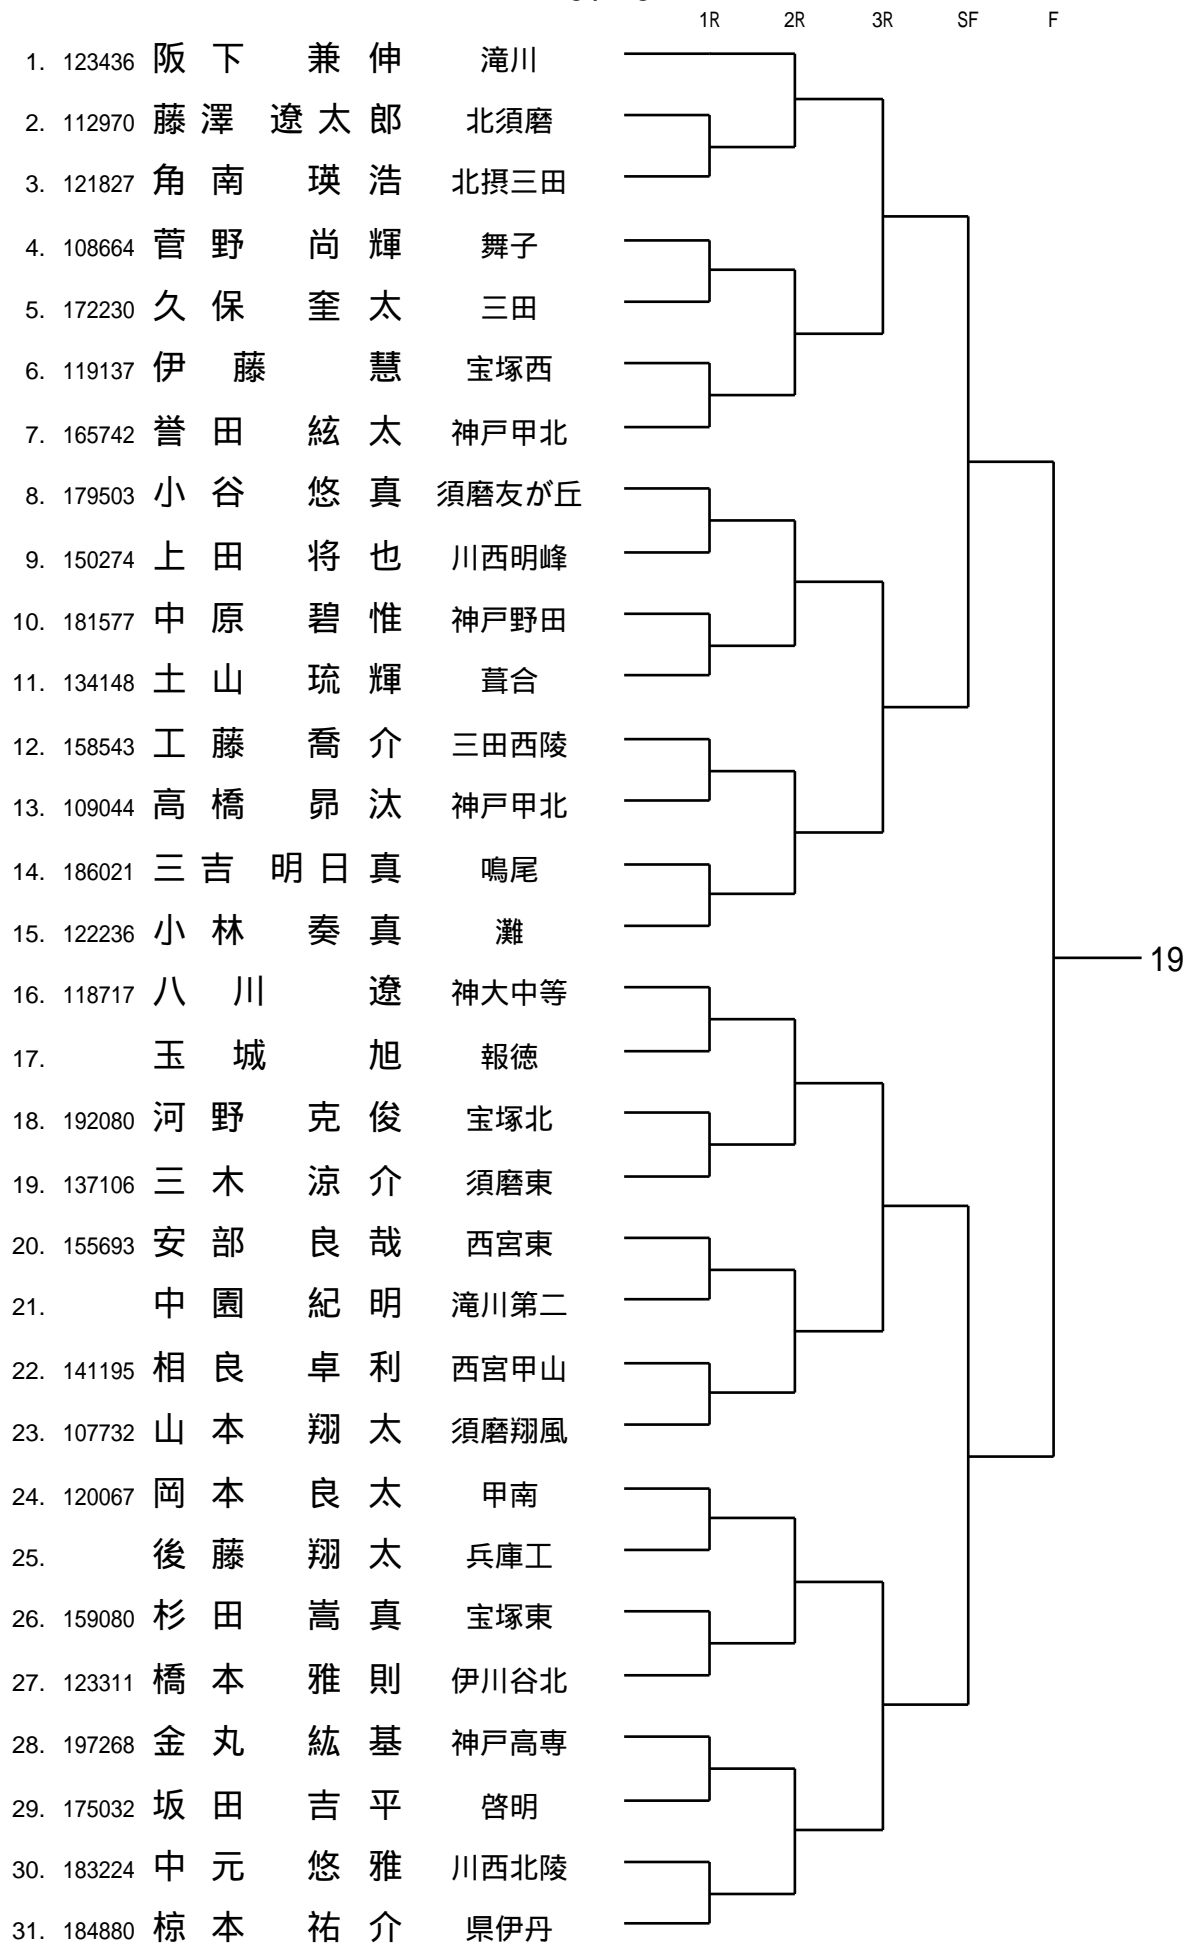 1R 2R 3R SF F
1. 123436 阪下 兼伸 滝川
2. 112970 藤澤 遼太郎 北須磨
3. 121827 角南 瑛浩 北摂三田
4. 108664 菅野 尚輝 舞子
5. 172230 久保 奎太 三田
6. 119137 伊藤 慧 宝塚西
7. 165742 誉田 絃太 神戸甲北
8. 179503 小谷 悠真 須磨友が丘
9. 150274 上田 将也 川西明峰
10. 181577 中原 碧惟 神戸野田
11. 134148 土山 琉輝 葺合
12. 158543 工藤 喬介 三田西陵
13. 109044 高橋 昴汰 神戸甲北
14. 186021 三吉 明日真 鳴尾
15. 122236 小林 奏真 灘
19
16. 118717 八川 遼 神大中等
17. 玉城 旭 報徳
18. 192080 河野 克俊 宝塚北
19. 137106 三木 涼介 須磨東
20. 155693 安部 良哉 西宮東
21. 中園 紀明 滝川第二
22. 141195 相良 卓利 西宮甲山
23. 107732 山本 翔太 須磨翔風
24. 120067 岡本 良太 甲南
25. 後藤 翔太 兵庫工
26. 159080 杉田 嵩真 宝塚東
27. 123311 橋本 雅則 伊川谷北
28. 197268 金丸 紘基 神戸高専
29. 175032 坂田 吉平 啓明
30. 183224 中元 悠雅 川西北陵
31. 184880 椋本 祐介 県伊丹